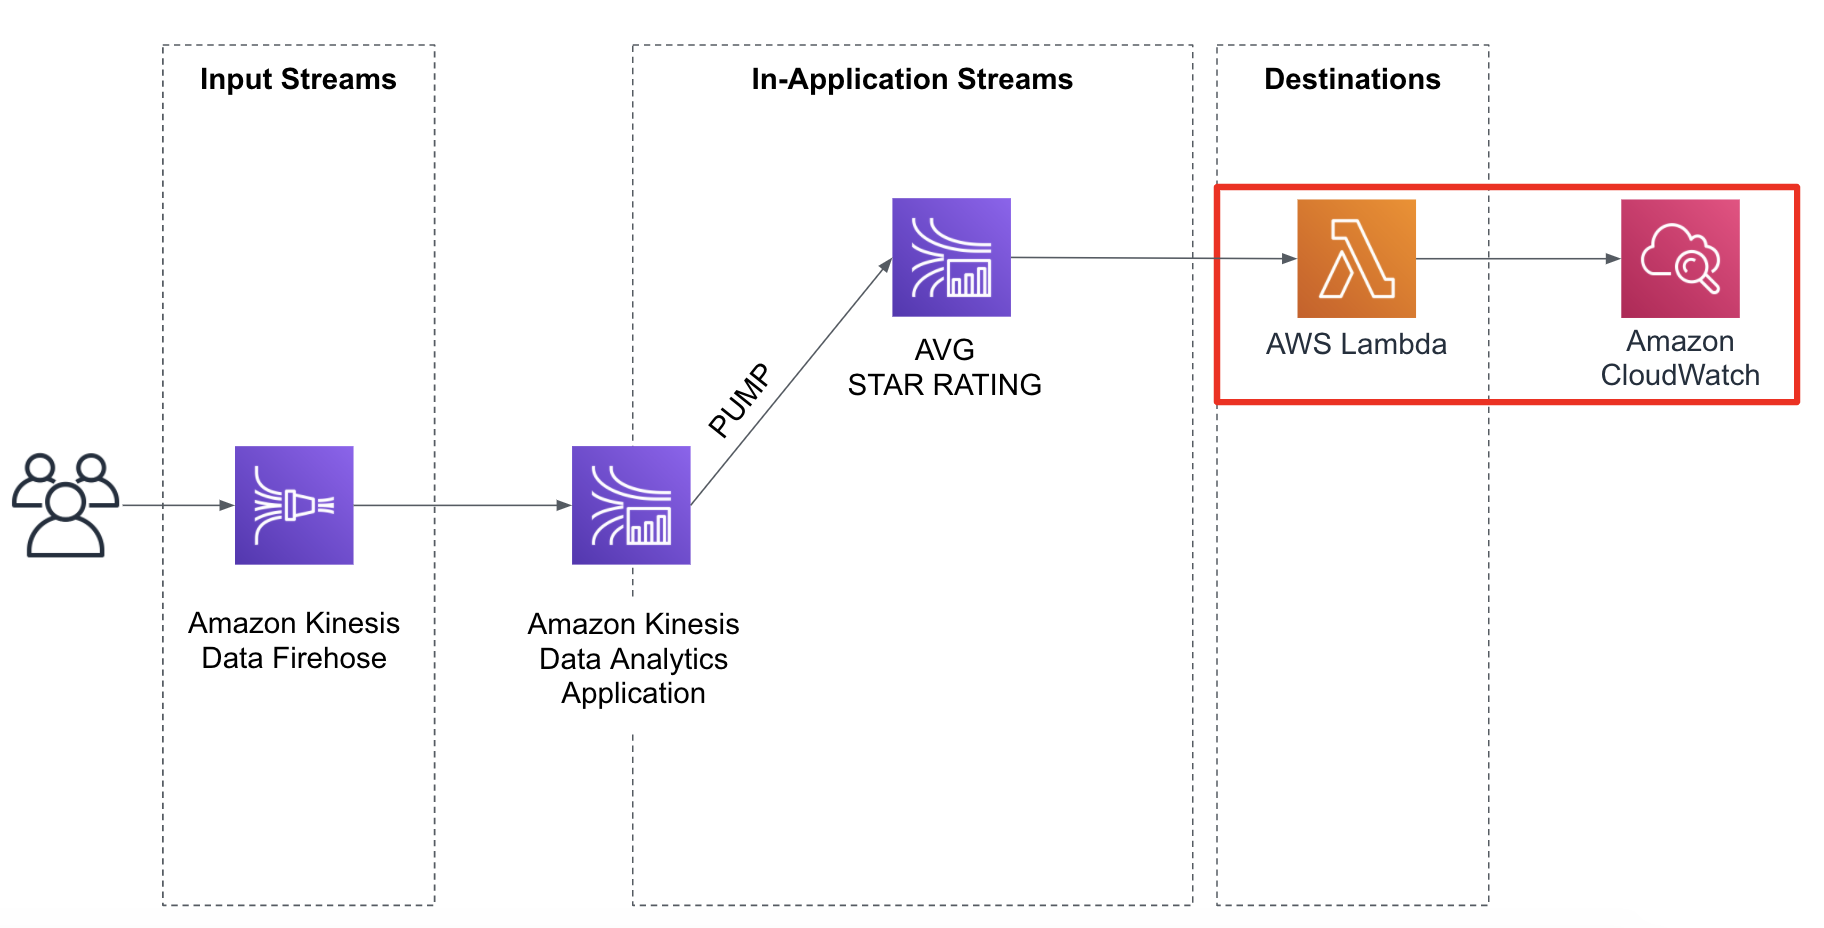 Input Streams
In-Application Streams
Destinations
AVG
STAR RATING
AWS Lambda
Amazon
CloudWatch
PUMP
Amazon Kinesis
Data Firehose
Amazon Kinesis
Data Analytics
Application